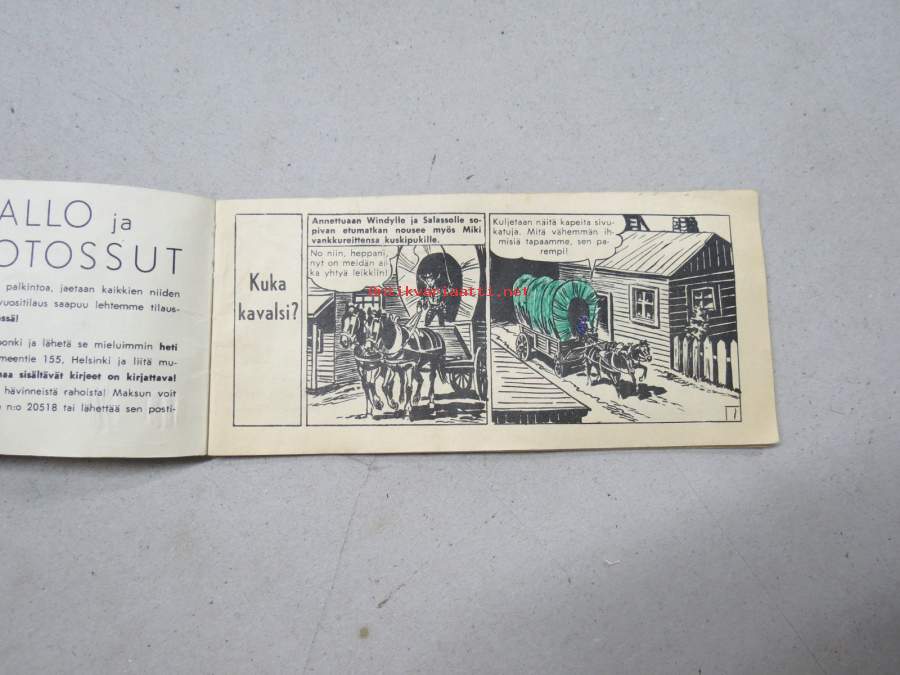 ALLO ja
OTOSSUT
palkintoa, jaetaan kaikkien niiden
vuositilaus saapuu lehtemme tilaus-
onki ja lähetä se mieluimmin heti
meentie 155, Helsinki ja liitä mu-
aa sisältävät kirjeet on kirjattava!
hävinneistä rahoista! Maksun voit
n:o 20518 tai lähettää sen posti-
Kuka
kavalsi?
Annettuaan Windylle ja Salassolle so-
pivan etumatkan nousee myös Miki
vankkureittensa kuskipukille.
No niin, heppani,
nyt on meidän ai-
ka yhtyä leikkiin!
Kuljetaan näitä kapeita sivu-
katuja. Mitä vähemmän ih-
misiä tapaamme, sen pa-
rempi!
1
antikvariaatti.net